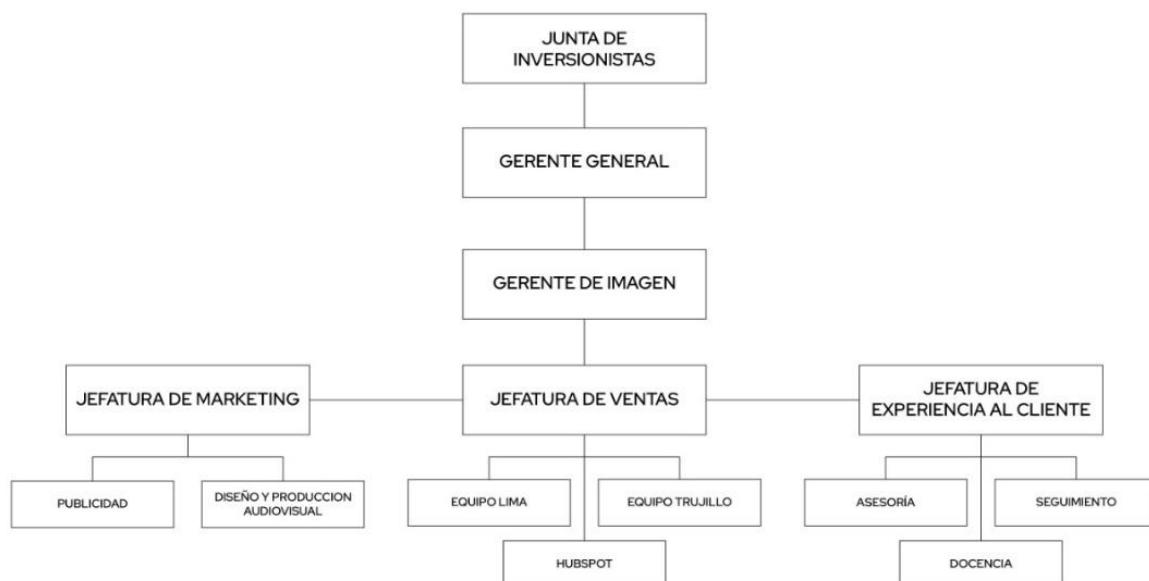 JUNTA DE
INVERSIONISTAS
GERENTE GENERAL
GERENTE DE IMAGEN
JEFATURA DE MARKETING
JEFATURA DE VENTAS
JEFATURA DE
EXPERIENCIA AL CLIENTE
PUBLICIDAD
DISEÑO Y PRODUCCION
AUDIOVISUAL
EQUIPO LIMA
EQUIPO TRUJILLO
HUBSPOT
ASESORÍA
SEGUIMIENTO
DOCENCIA